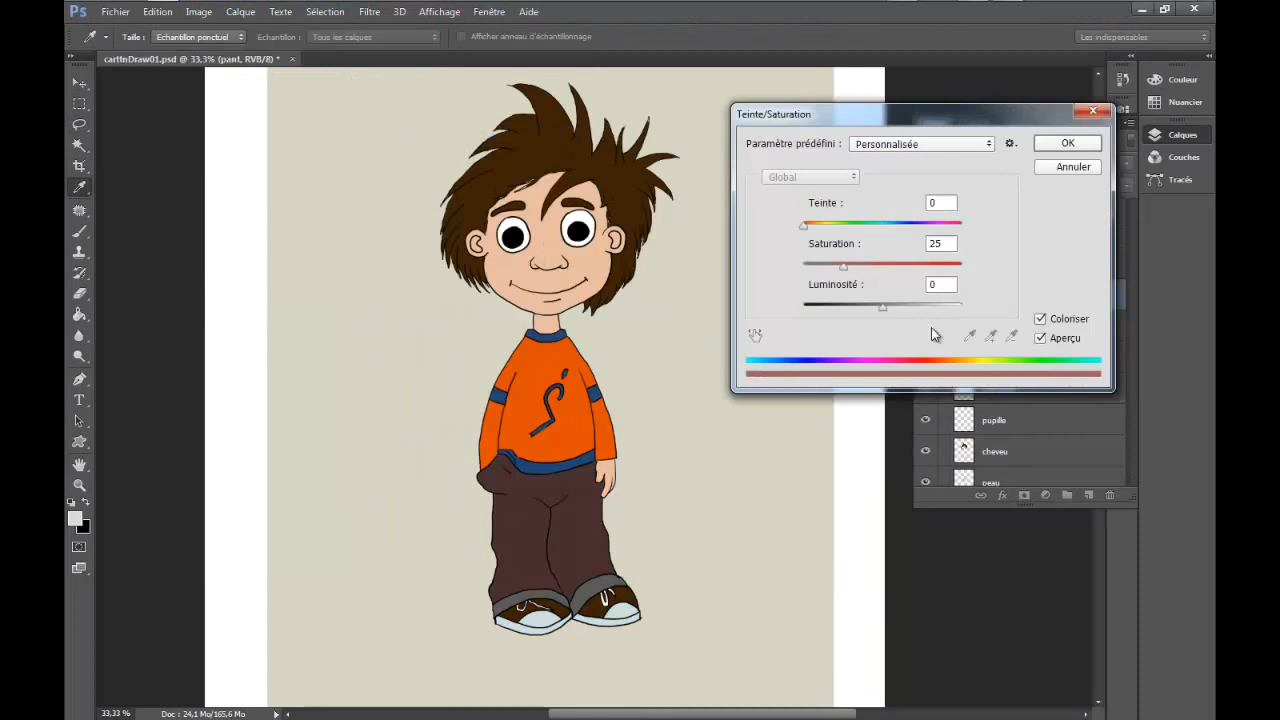 Ps Fichier Edition Image Calque Texte Sélection Filtre 3D Affichage Fenêtre Aide
Taille : Echantillon ponctuel Echantillon : Tous les calques Afficher anneau d'échantillonnage Les indispensables
carttnDraw01.psd @ 33,3% (pant, RVB/8) *
Teinte/Saturation
Paramètre prédéfini : Personnalisée OK
Annuler
Global
Teinte : 0
Saturation : 25
Luminosité : 0
Coloriser
Aperçu
Couleur
Nuancier
Calques
Couches
Tracés
pupille
cheveu
peau
33,33 % Doc : 24,1 Mo/165,6 Mo